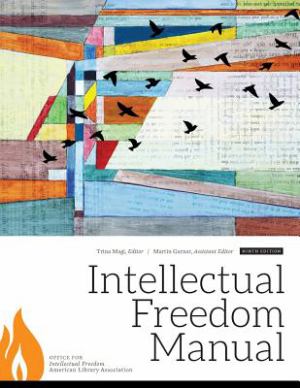 Trina Magi, Editor / Martin Garnar, Assistant Editor NINTH EDITION
Intellectual
Freedom
Manual
OFFICE FOR
Intellectual Freedom
American Library Association